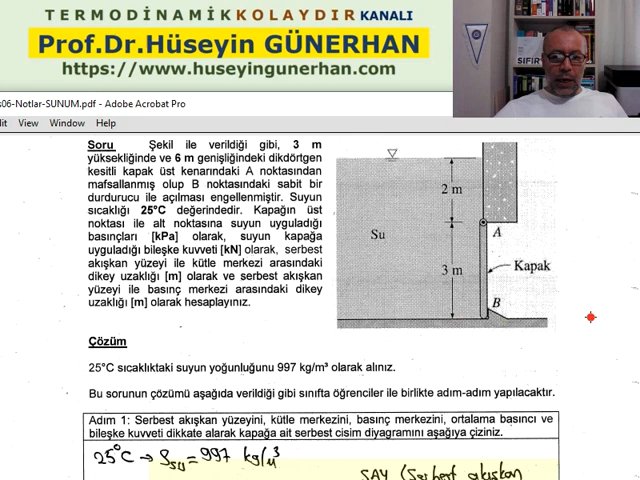 TERMODİNAMİKKOLAYDIR KANALI
Prof.Dr.Hüseyin GÜNERHAN
https://www.huseyingunerhan.com
SIFIR
s06-Notlar-SUNUM.pdf - Adobe Acrobat Pro
dit View Window Help
Soru Şekil ile verildiği gibi, 3 m
yüksekliğinde ve 6 m genişliğindeki dikdörtgen
kesitli kapak üst kenarındaki A noktasından
mafsallanmış olup B noktasındaki sabit bir
durdurucu ile açılması engellenmiştir. Suyun
sıcaklığı 25°C değerindedir. Kapağın üst
noktası ile alt noktasına suyun uyguladığı
basınçları [kPa] olarak, suyun kapağa
uyguladığı bileşke kuvveti [kN] olarak, serbest
akışkan yüzeyi ile kütle merkezi arasındaki
dikey uzaklığı [m] olarak ve serbest akışkan
yüzeyi ile basınç merkezi arasındaki dikey
uzaklığı [m] olarak hesaplayınız.
2 m
Su
A
3 m
Kapak
B
Çözüm
25°C sıcaklıktaki suyun yoğunluğunu 997 kg/m³ olarak alınız.
Bu sorunun çözümü aşağıda verildiği gibi sınıfta öğrenciler ile birlikte adım-adım yapılacaktır.
Adım 1: Serbest akışkan yüzeyini, kütle merkezini, basınç merkezini, ortalama basıncı ve
bileşke kuvveti dikkate alarak kapağa ait serbest cisim diyagramını aşağıya çiziniz.
25°C → ρsu = 997 kg/m³
SAY (Serbest akışkan